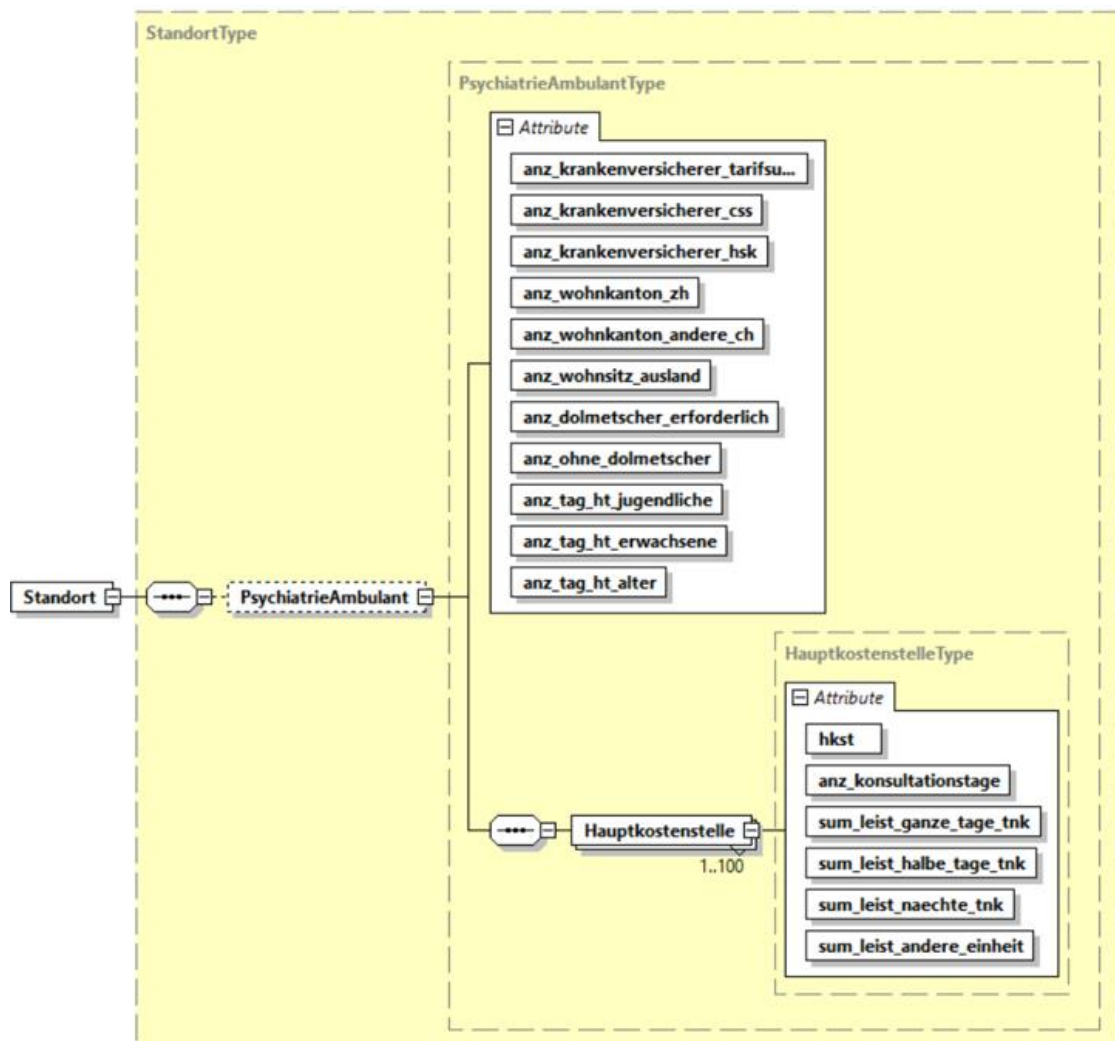 StandortType
PsychiatrieAmbulantType
Attribute
anz_krankenversicherer_tarifsu...
anz_krankenversicherer_css
anz_krankenversicherer_hsk
anz_wohnkanton_zh
anz_wohnkanton_andere_ch
anz_wohnsitz_ausland
anz_dolmetscher_erforderlich
anz_ohne_dolmetscher
anz_tag_ht_jugendliche
anz_tag_ht_erwachsene
anz_tag_ht_alter
Standort
PsychiatrieAmbulant
HauptkostenstelleType
Attribute
hkst
anz_konsultationstage
sum_leist_ganze_tage_tnk
sum_leist_halbe_tage_tnk
sum_leist_naechte_tnk
sum_leist_andere_einheit
Hauptkostenstelle
1..100